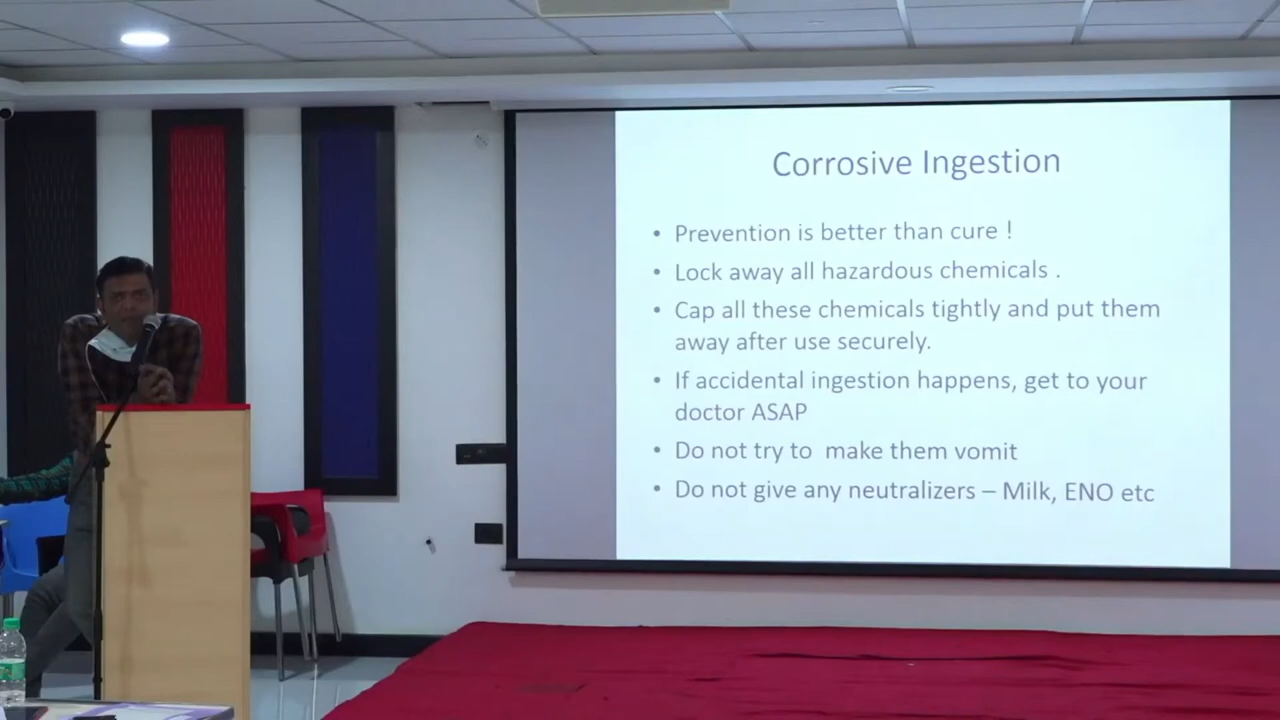 Corrosive Ingestion
• Prevention is better than cure !
• Lock away all hazardous chemicals .
• Cap all these chemicals tightly and put them
away after use securely.
• If accidental ingestion happens, get to your
doctor ASAP
• Do not try to  make them vomit
• Do not give any neutralizers – Milk, ENO etc